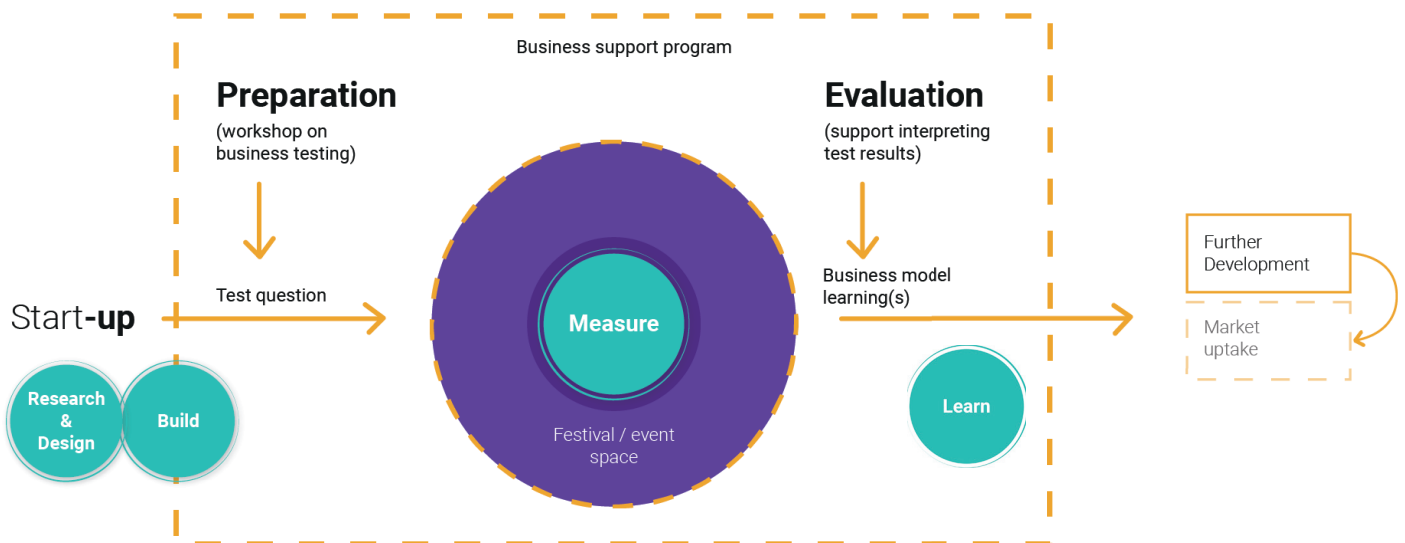 Business support program
Preparation
(workshop on
business testing)
Evaluation
(support interpreting
test results)
Test question
Business model
learning(s)
Start-up
Research
&
Design
Build
Measure
Festival / event
space
Learn
Further
Development
Market
uptake